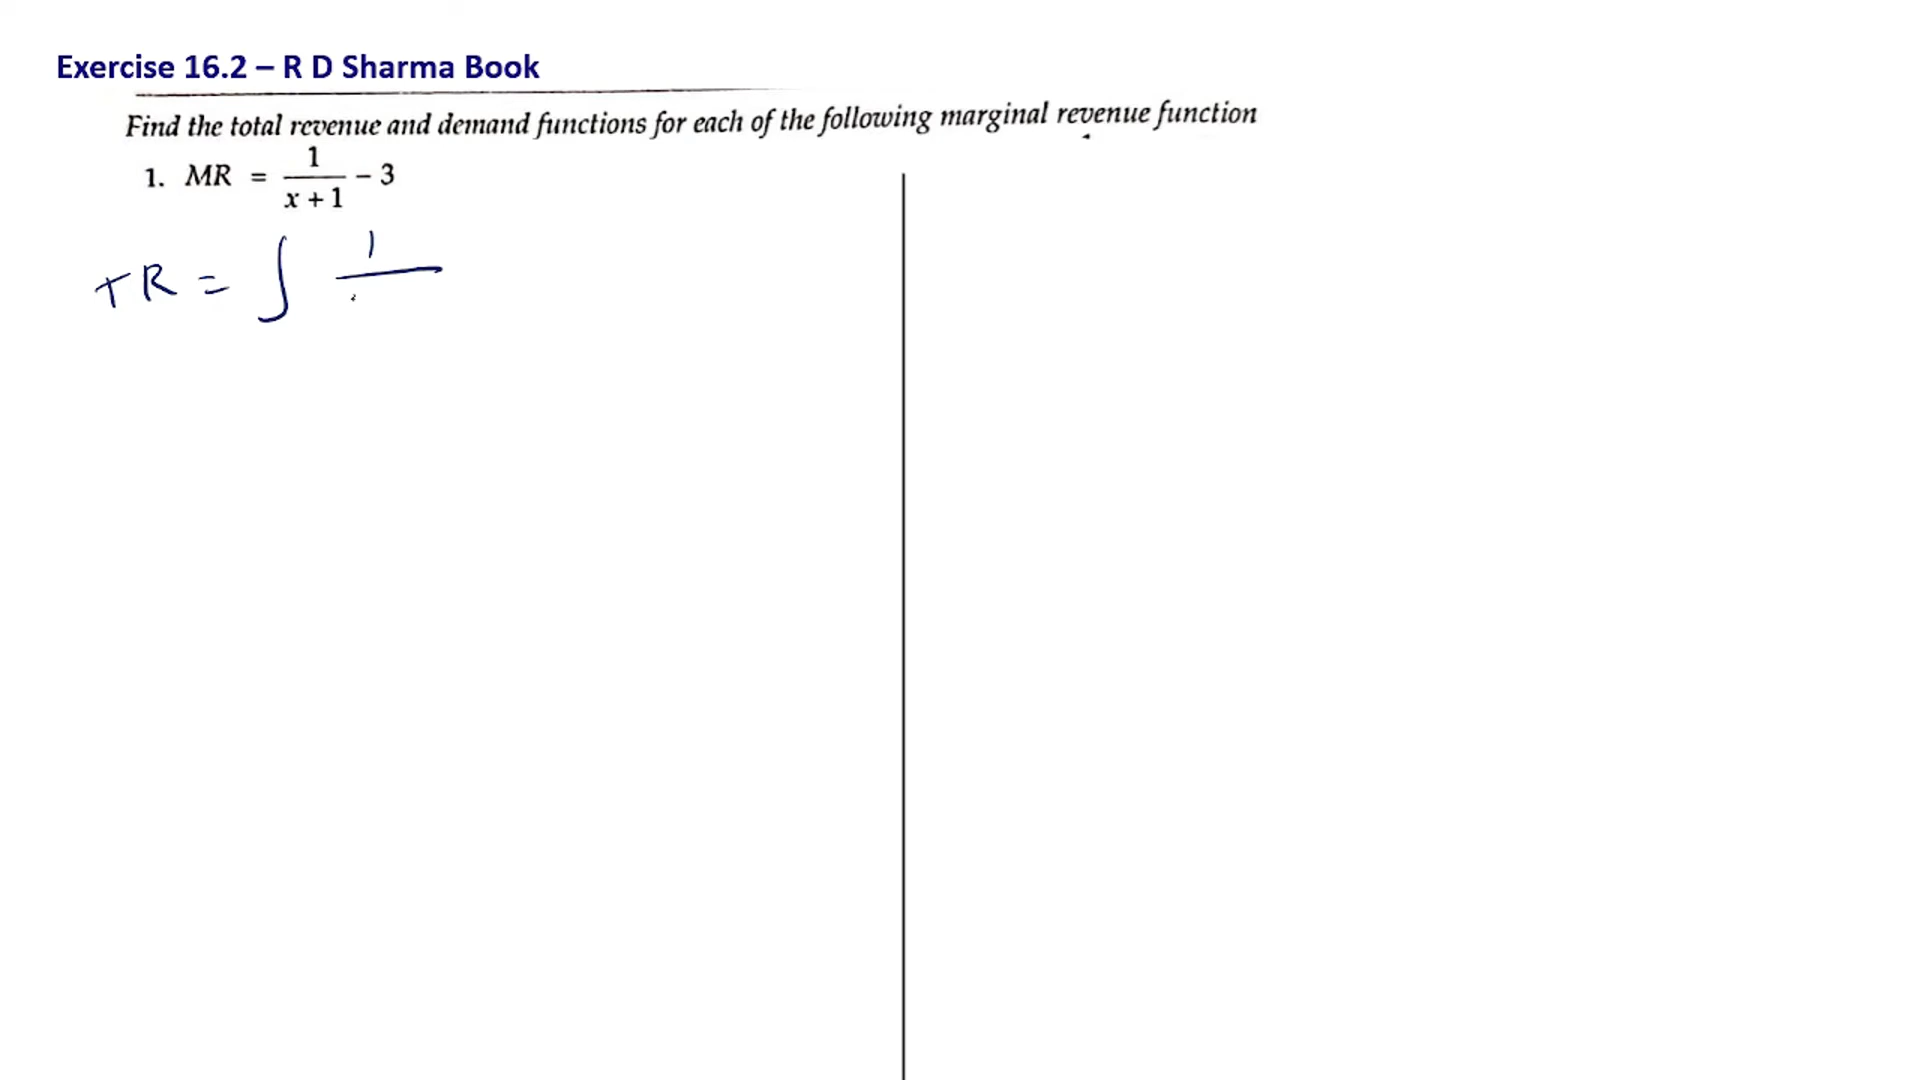 Exercise 16.2 – R D Sharma Book
Find the total revenue and demand functions for each of the following marginal revenue function
1. MR = 1/(x + 1) – 3
TR = ∫ 1/